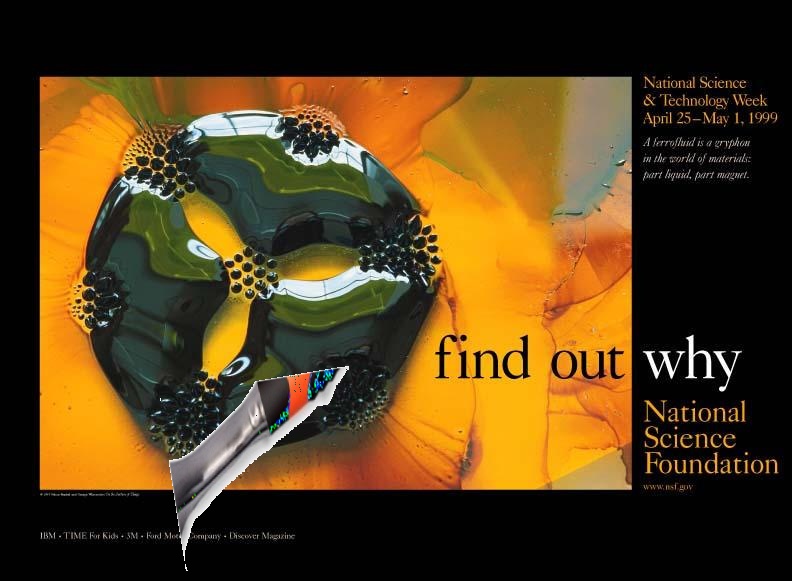 National Science
& Technology Week
April 25–May 1, 1999
A ferrofluid is a gryphon
in the world of materials:
part liquid, part magnet.
find out why
National
Science
Foundation
www.nsf.gov
IBM • TIME For Kids • 3M • Ford Company • Discover Magazine